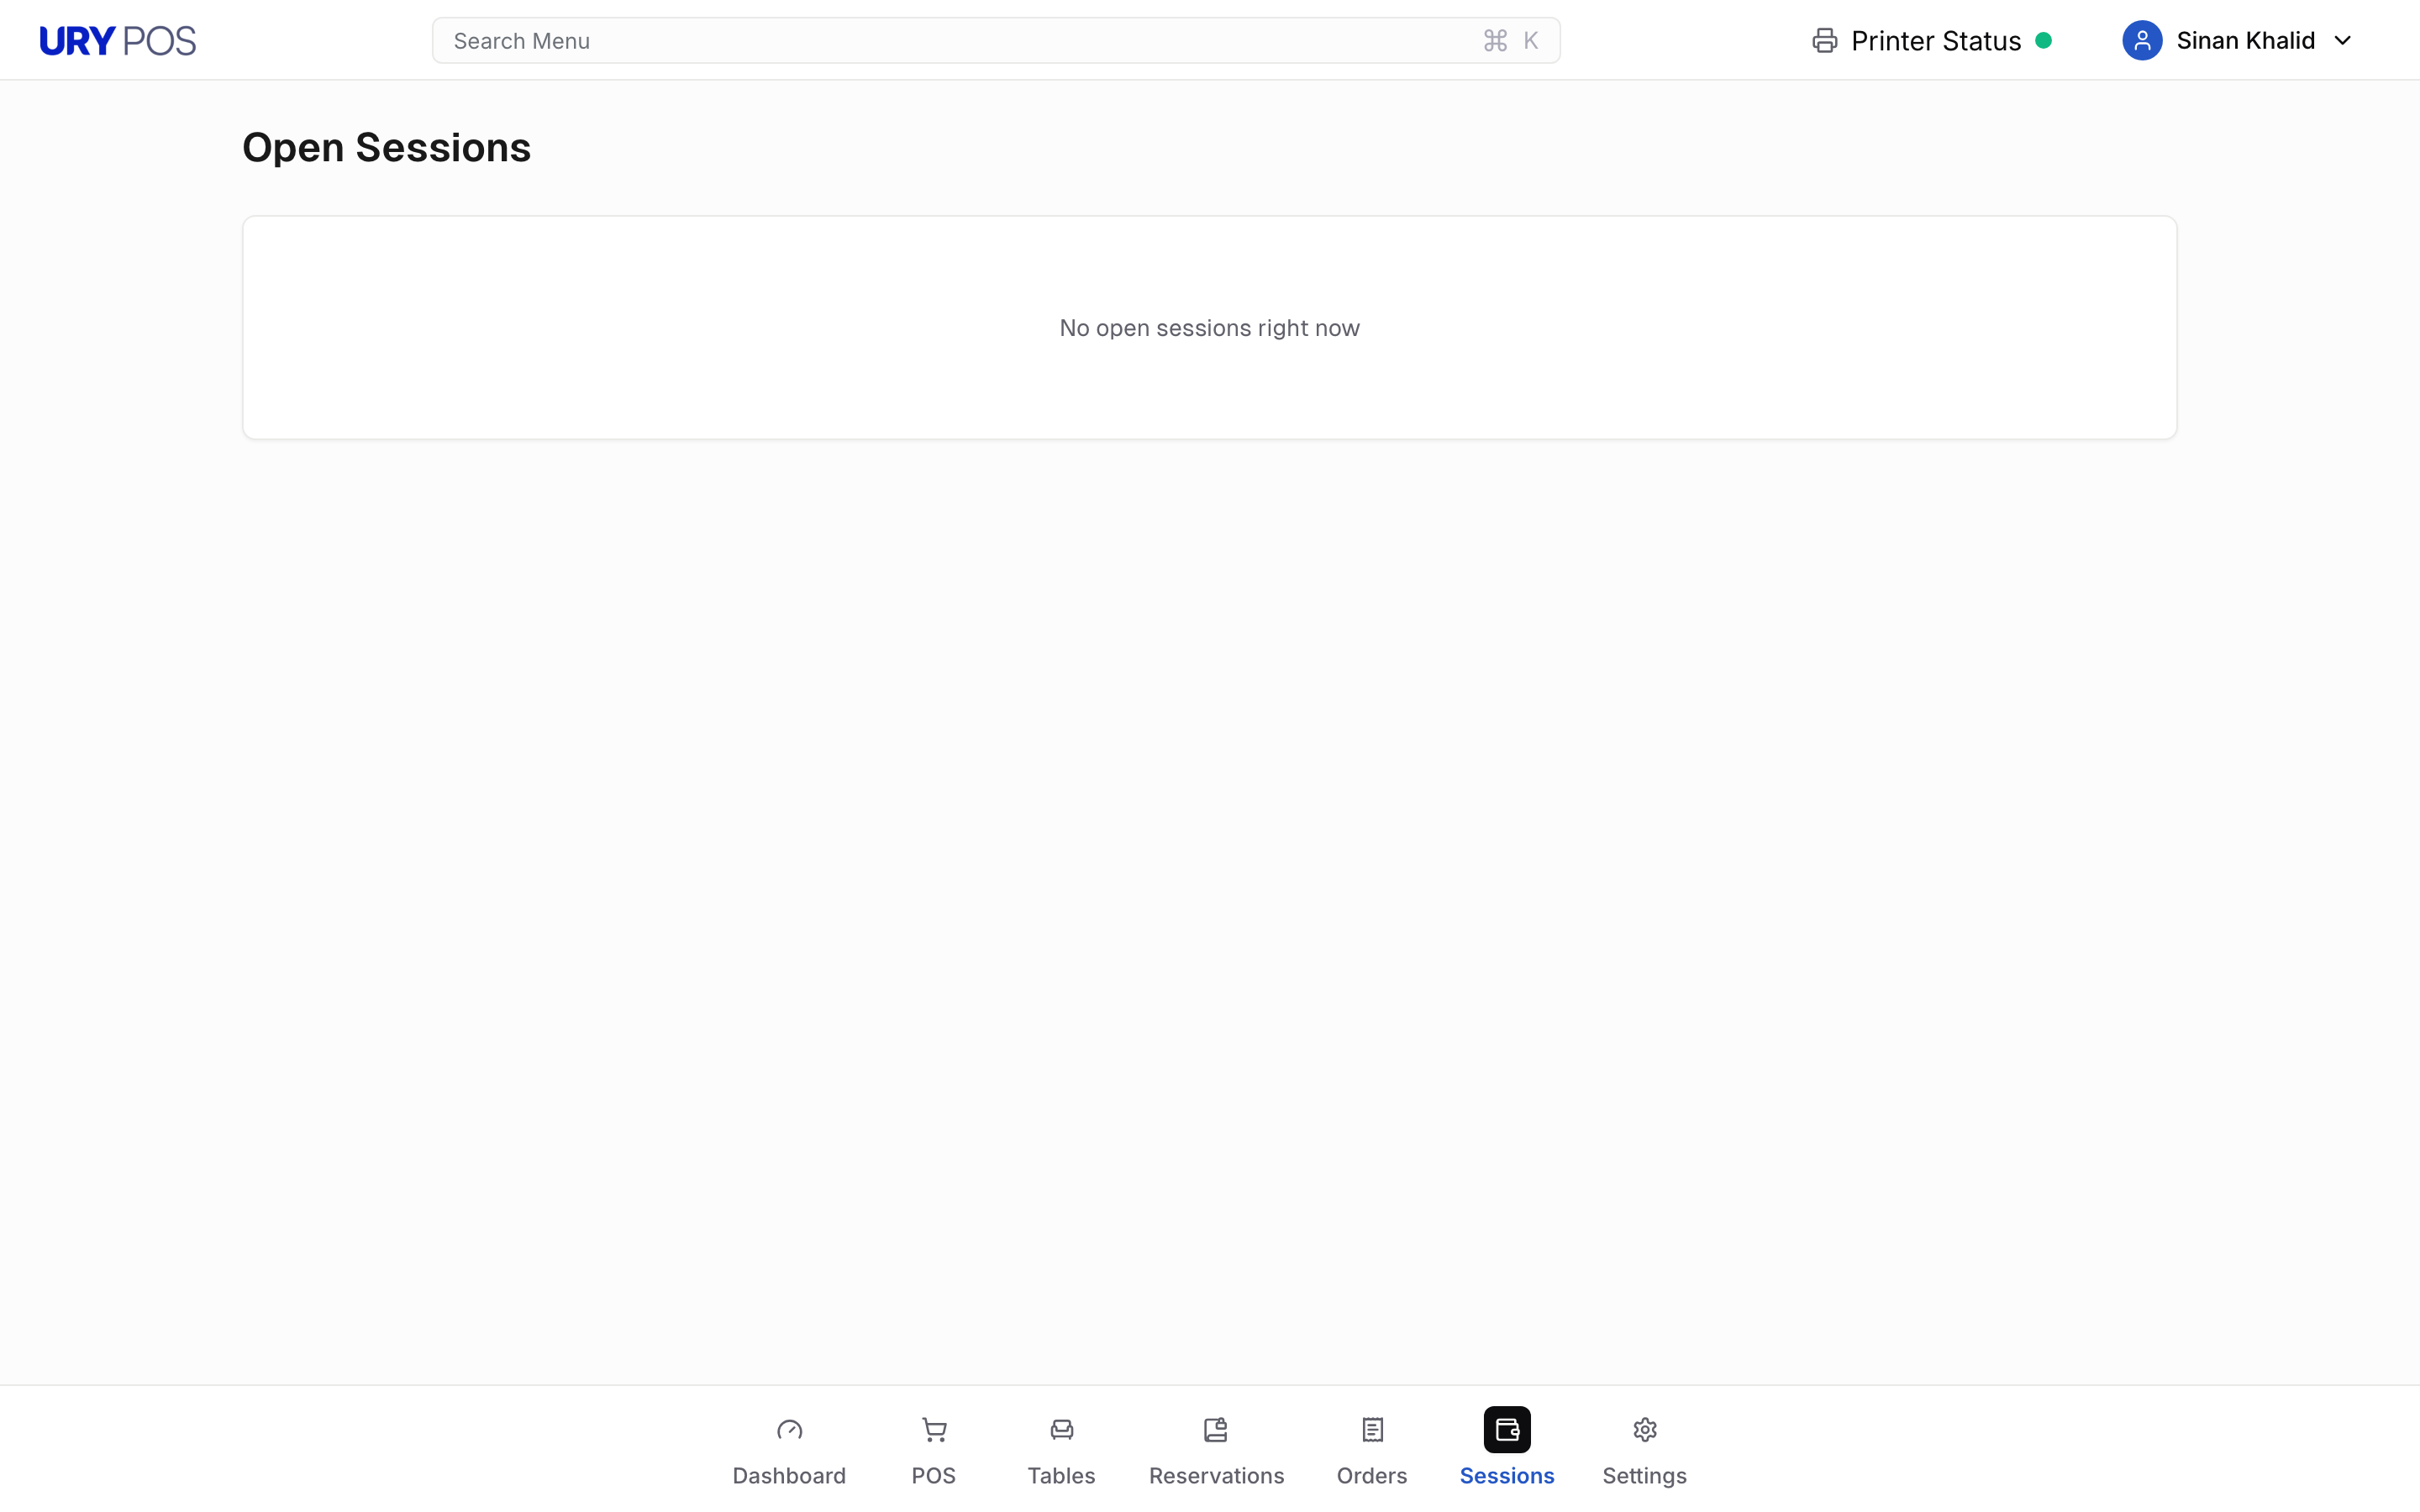 URY POS
Search Menu ⌘ K
Printer Status
Sinan Khalid
Open Sessions
No open sessions right now
Dashboard
POS
Tables
Reservations
Orders
Sessions
Settings